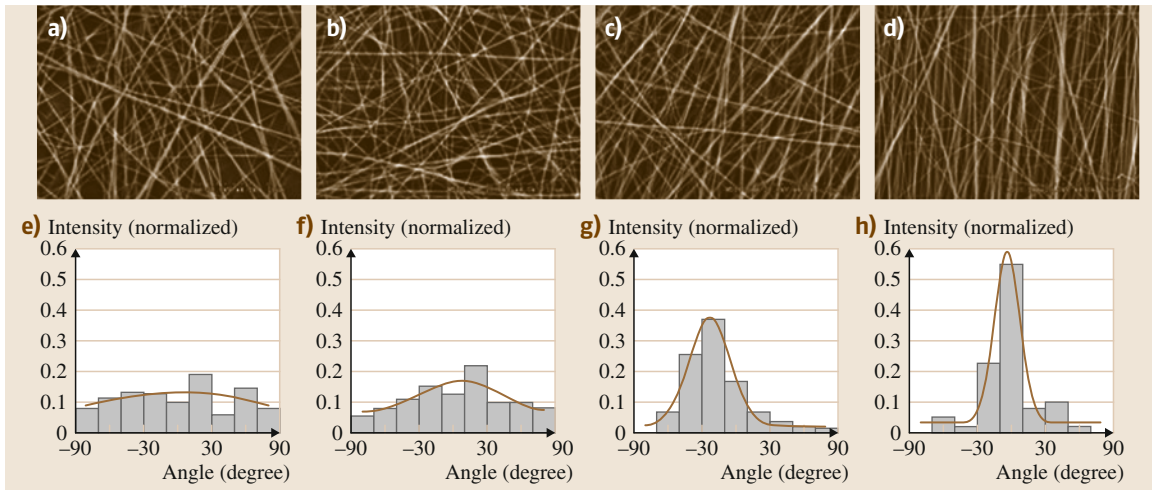 a) b) c) d)
e) Intensity (normalized) f) Intensity (normalized) g) Intensity (normalized) h) Intensity (normalized)
0.6 0.6 0.6 0.6
0.5 0.5 0.5 0.5
0.4 0.4 0.4 0.4
0.3 0.3 0.3 0.3
0.2 0.2 0.2 0.2
0.1 0.1 0.1 0.1
0 0 0 0
–90 –30 30 90 –90 –30 30 90 –90 –30 30 90 –90 –30 30 90
Angle (degree) Angle (degree) Angle (degree) Angle (degree)